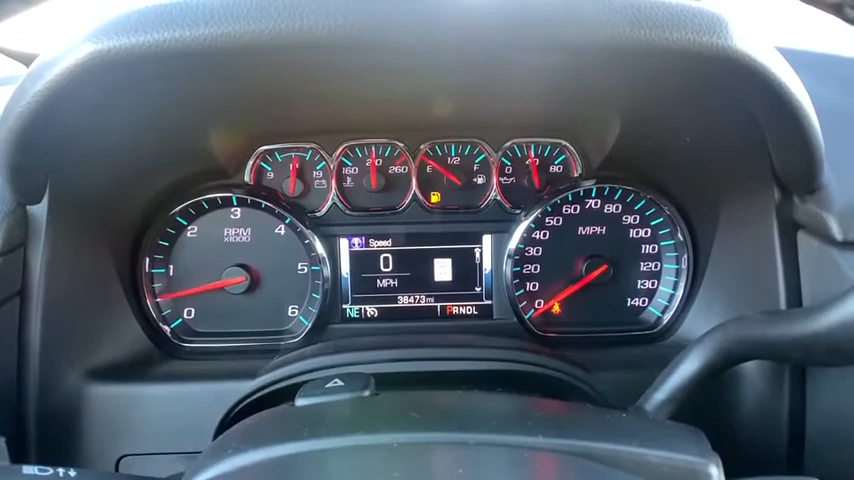 9 19
160 210 260
E 1/2 F
0 40 80
RPM
X1000
0 1 2 3 4 5 6
Speed
0
MPH
38473mi
NE PRNDL
MPH
0 10 20 30 40 50 60 70 80 90 100 110 120 130 140